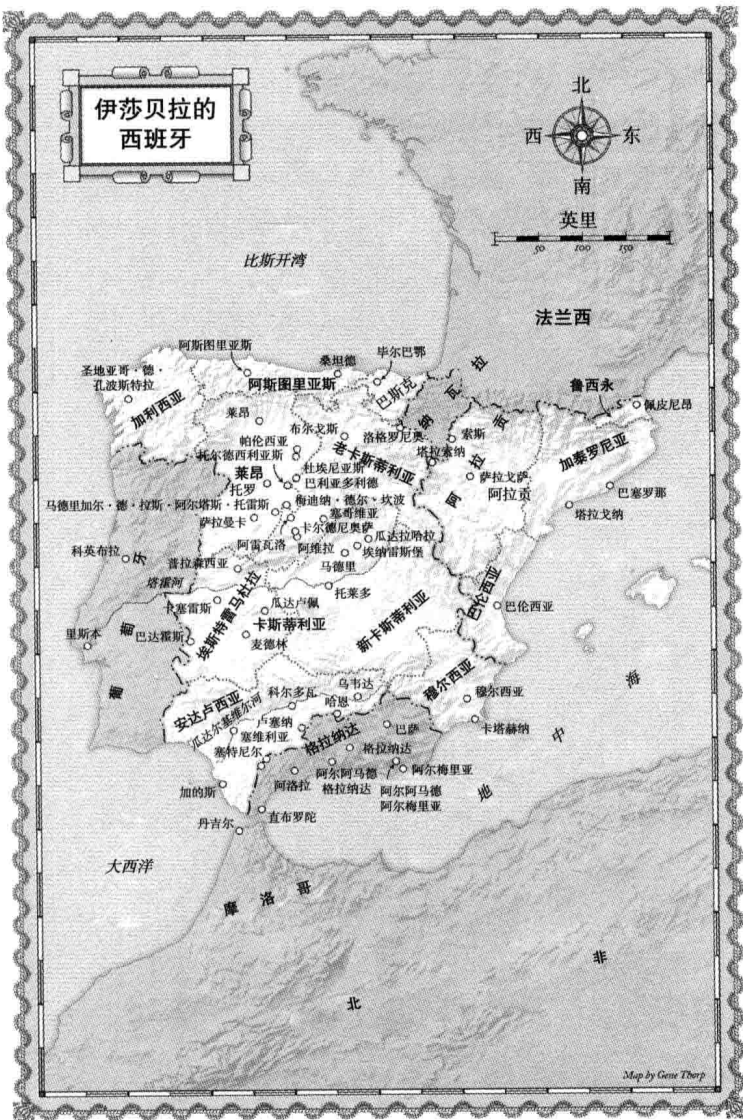 伊莎贝拉的
西班牙
北
西
东
南
英里
50 100 150
比斯开湾
法兰西
阿斯图里亚斯
桑坦德
毕尔巴鄂
圣地亚哥·德·
孔波斯特拉
阿斯图里亚斯
巴斯克
纳瓦拉
鲁西永
佩皮尼昂
加利西亚
莱昂
布尔戈斯
洛格罗尼奥
索斯
帕伦西亚
老卡斯蒂利亚
塔拉索纳
加泰罗尼亚
托尔德西利亚斯
莱昂
杜埃尼亚斯
阿拉贡
萨拉戈萨
托罗
巴利亚多利德
阿拉贡
巴塞罗那
马德里加尔·德·拉斯·阿尔塔斯·托雷斯
梅迪纳·德尔·坎波
塔拉戈纳
萨拉曼卡
塞哥维亚
卡尔德尼奥萨
瓜达拉哈拉
阿雷瓦洛
阿维拉
埃纳雷斯堡
科英布拉
普拉森西亚
马德里
塔霍河
托莱多
卡塞雷斯
埃斯特雷马杜拉
瓜达卢佩
巴伦西亚
巴伦西亚
卡斯蒂利亚
新卡斯蒂利亚
里斯本
葡萄牙
巴达霍斯
麦德林
乌韦达
穆尔西亚
穆尔西亚
安达卢西亚
科尔多瓦
哈恩
瓜达尔基维尔河
卢塞纳
巴萨
卡塔赫纳
塞维利亚
格拉纳达
格拉纳达
塞特尼尔
阿尔阿马德
格拉纳达
阿尔梅里亚
加的斯
阿洛拉
阿尔阿马德
阿尔梅里亚
地中海
直布罗陀
丹吉尔
大西洋
摩洛哥
北非
Map by Gene Thorp